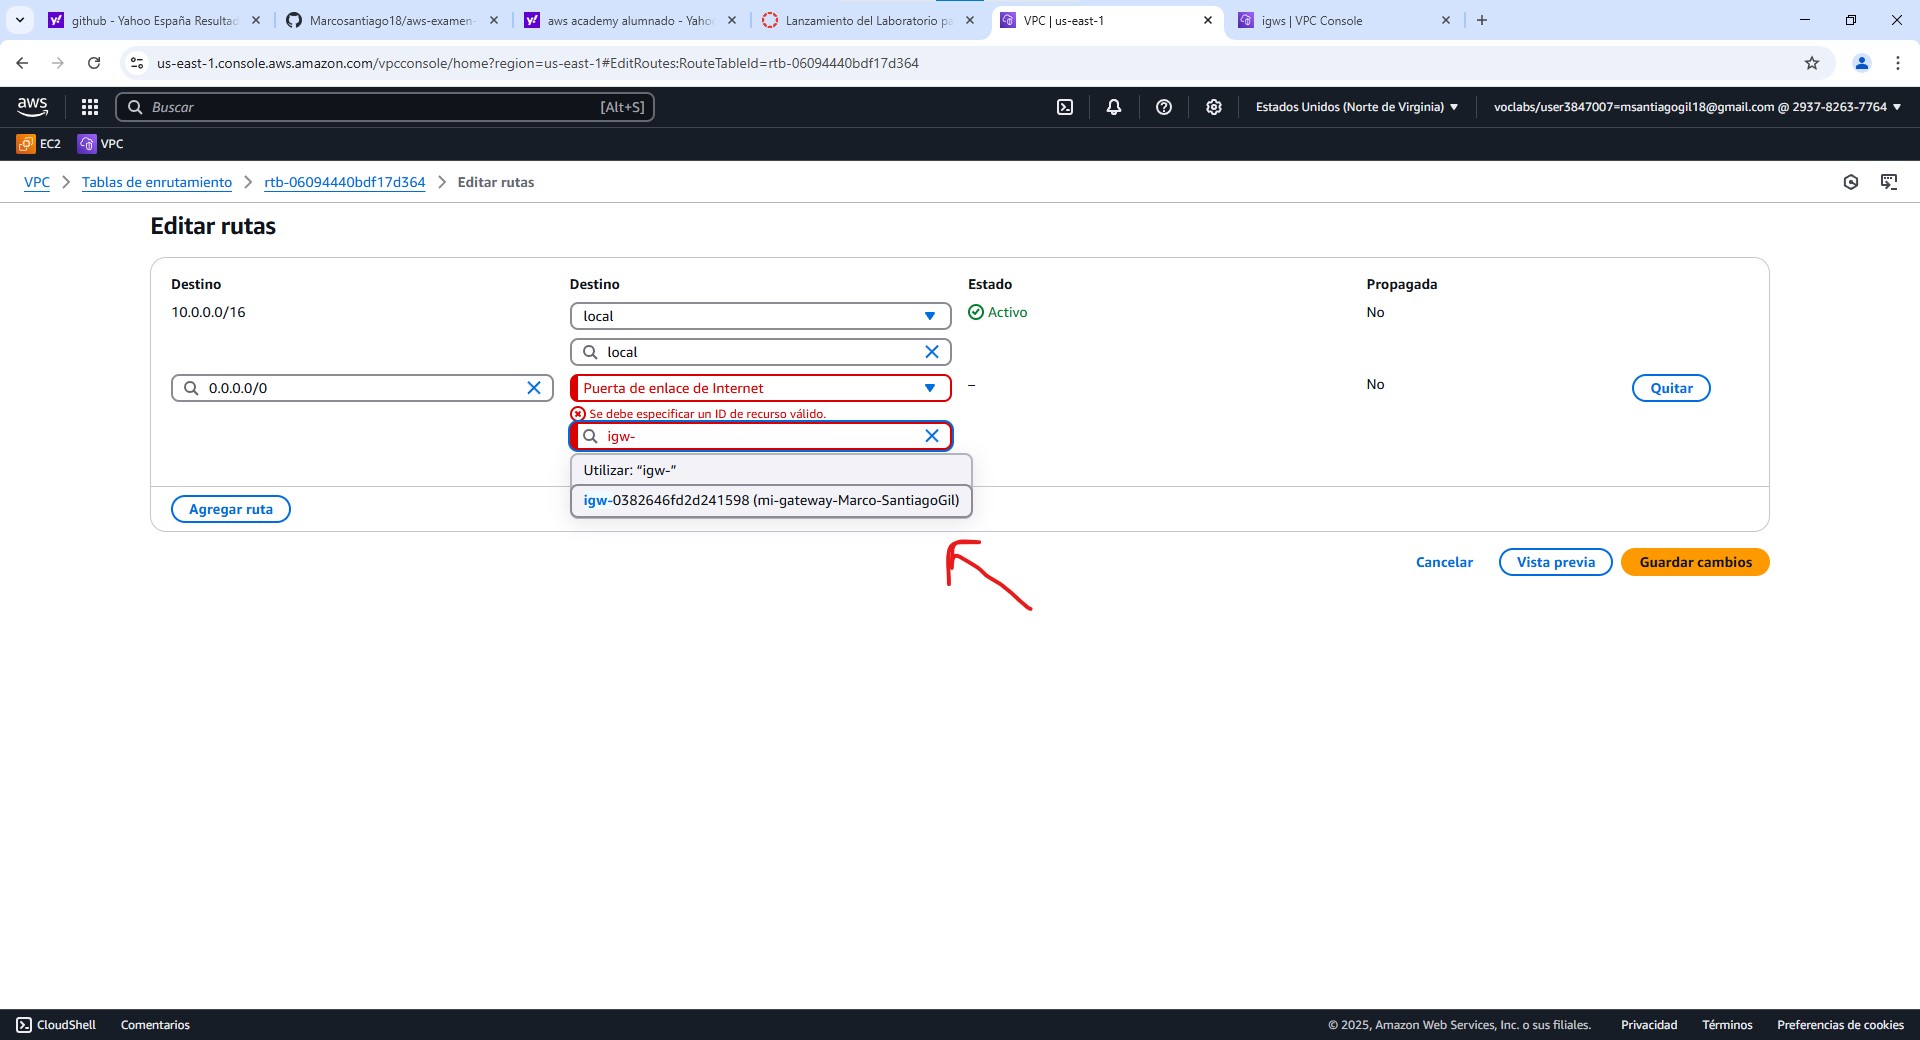 github - Yahoo España Resultad
Marcosantiago18/aws-examen-
aws academy alumnado - Yaho
Lanzamiento del Laboratorio pa
VPC | us-east-1
igws | VPC Console
us-east-1.console.aws.amazon.com/vpcconsole/home?region=us-east-1#EditRoutes:RouteTableId=rtb-06094440bdf17d364
aws
Buscar
[Alt+S]
Estados Unidos (Norte de Virginia)
voclabs/user3847007=msantiagogil18@gmail.com @ 2937-8263-7764
EC2
VPC
VPC
Tablas de enrutamiento
rtb-06094440bdf17d364
Editar rutas
Editar rutas
Destino
Destino
Estado
Propagada
10.0.0.0/16
local
Activo
No
local
0.0.0.0/0
Puerta de enlace de Internet
–
No
Quitar
Se debe especificar un ID de recurso válido.
igw-
Utilizar: “igw-”
igw-0382646fd2d241598 (mi-gateway-Marco-SantiagoGil)
Agregar ruta
Cancelar
Vista previa
Guardar cambios
CloudShell
Comentarios
© 2025, Amazon Web Services, Inc. o sus filiales.
Privacidad
Términos
Preferencias de cookies